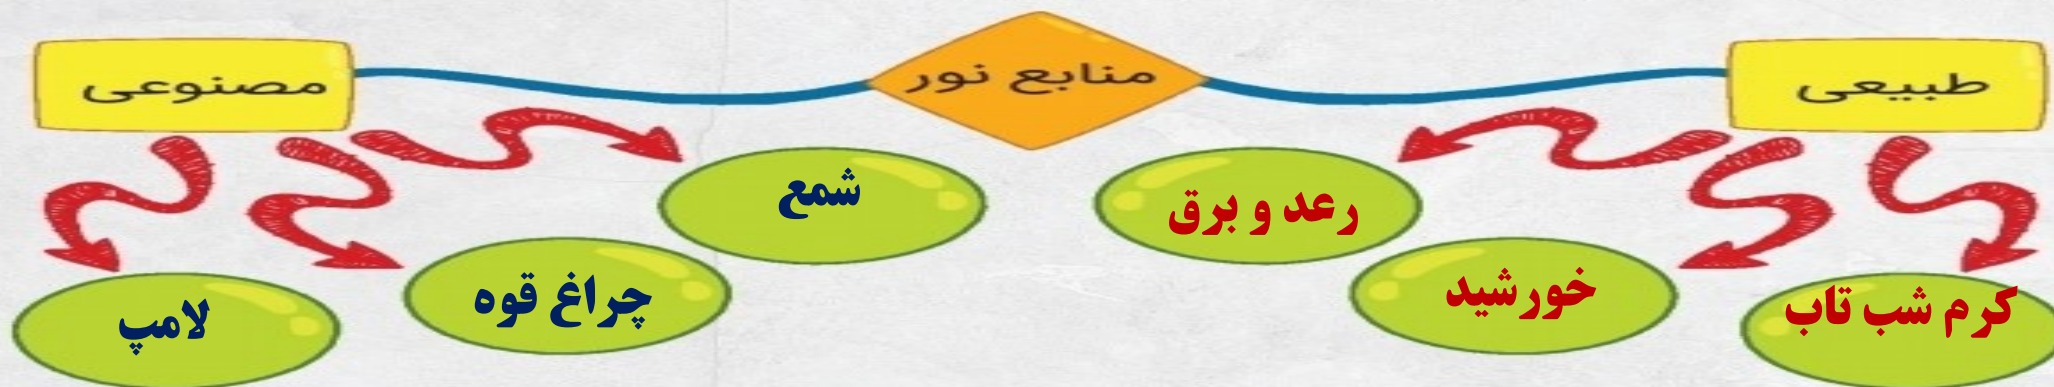 منابع نور
طبیعی
مصنوعی
رعد و برق
خورشید
کرم شب تاب
شمع
چراغ قوه
لامپ